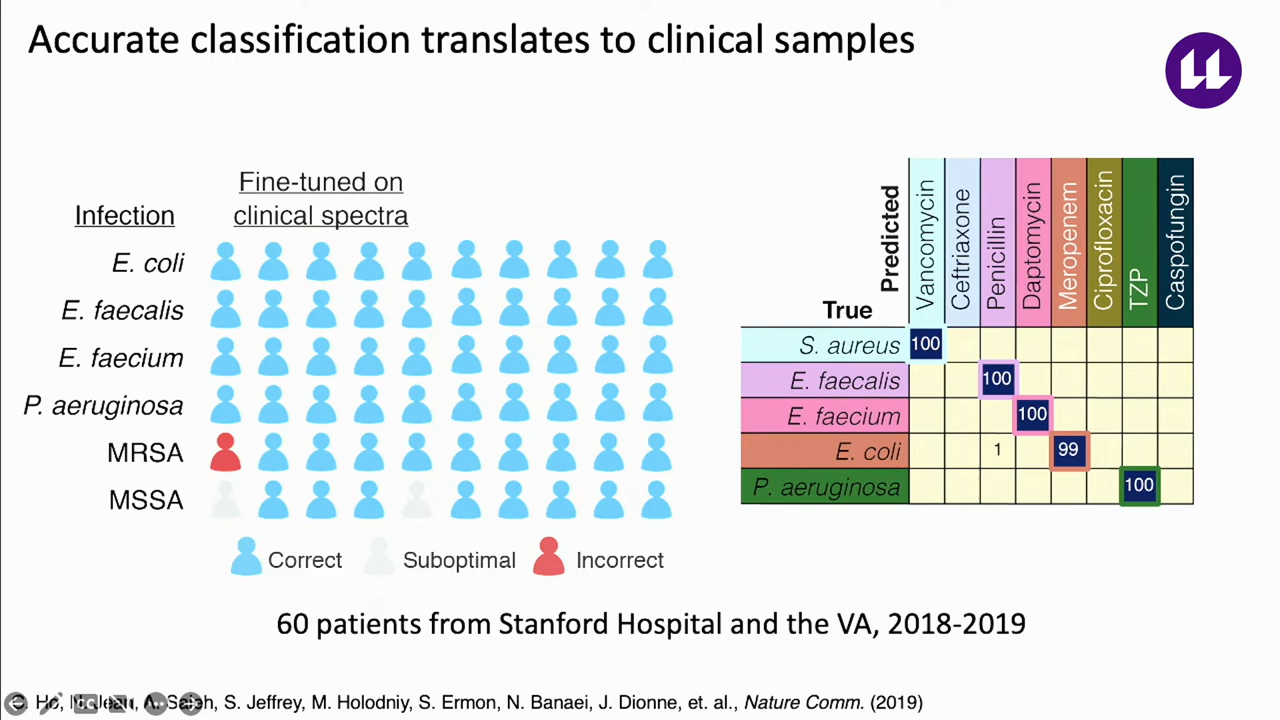 Accurate classification translates to clinical samples
Fine-tuned on
clinical spectra
Infection
E. coli
E. faecalis
E. faecium
P. aeruginosa
MRSA
MSSA
Correct
Suboptimal
Incorrect
Predicted
True
Vancomycin
Ceftriaxone
Penicillin
Daptomycin
Meropenem
Ciprofloxacin
TZP
Caspofungin
S. aureus 100
E. faecalis 100
E. faecium 100
E. coli 1 99
P. aeruginosa 100
60 patients from Stanford Hospital and the VA, 2018-2019
Ho, N. Jean, A. Saleh, S. Jeffrey, M. Holodniy, S. Ermon, N. Banaei, J. Dionne, et. al., Nature Comm. (2019)